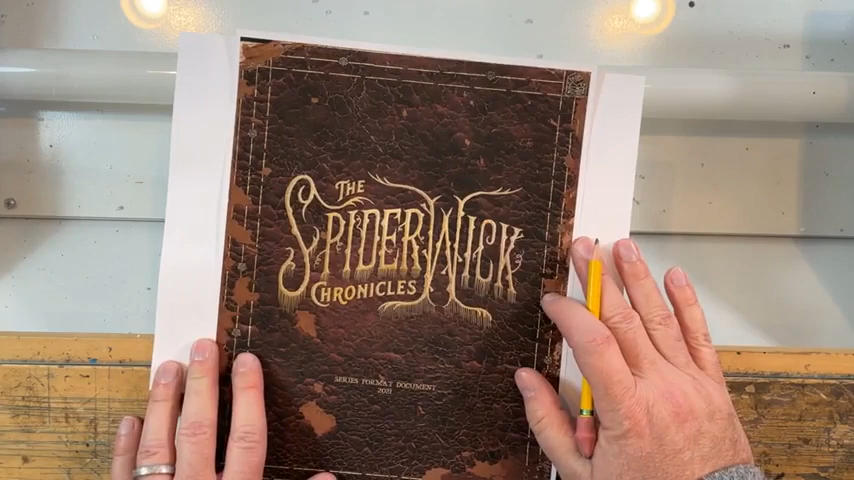 THE
SPIDERWICK
CHRONICLES
SERIES FORMAT DOCUMENT
2021